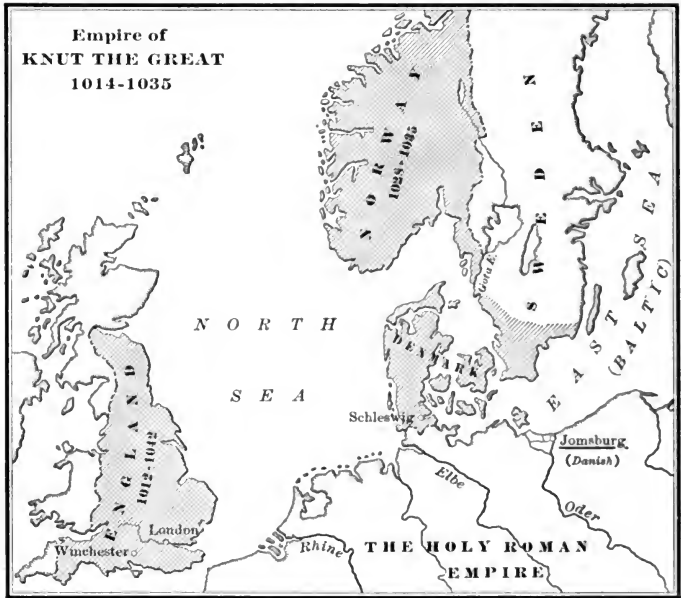 Empire of
KNUT THE GREAT
1014-1035
NORWAY
1028-1035
SWEDEN
Gota E.
NORTH
SEA
DENMARK
EAST SEA
(BALTIC)
Schleswig
Jomsburg
(Danish)
ENGLAND
1012-1042
London
Winchester
Elbe
Oder
Rhine
THE HOLY ROMAN
EMPIRE